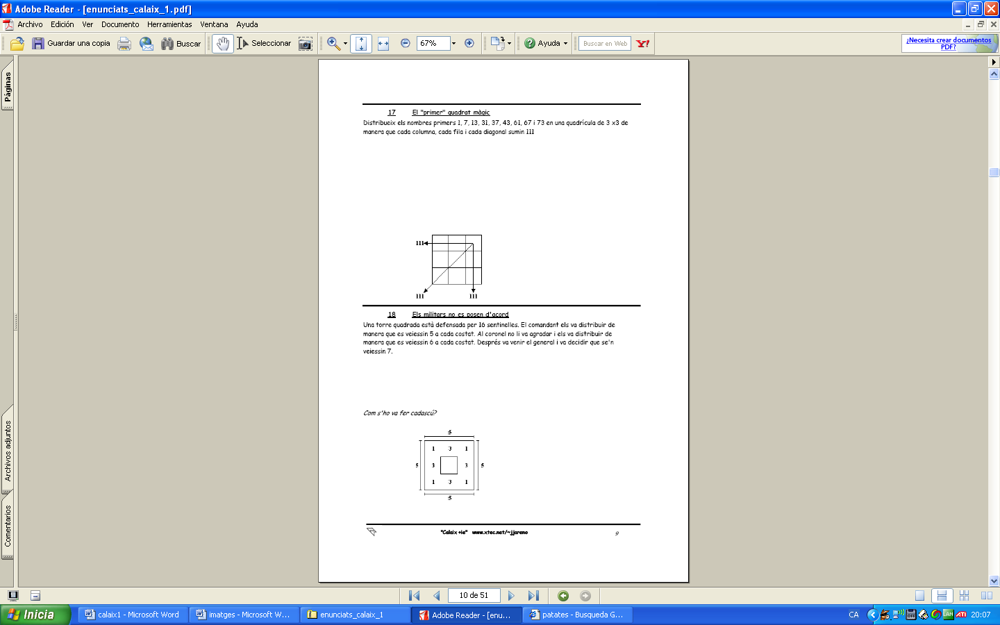 Adobe Reader - [enunciats_calaix_1.pdf]
Archivo Edición Ver Documento Herramientas Ventana Ayuda
Guardar una copia Buscar Seleccionar 67% Ayuda Buscar en Web Y!
¿Necesita crear documentos
PDF?
Páginas
Archivos adjuntos
Comentarios
17 El "primer" quadrat màgic
Distribueix els nombres primers 1, 7, 13, 31, 37, 43, 61, 67 i 73 en una quadrícula de 3 x3 de
manera que cada columna, cada fila i cada diagonal sumin 111
111
111 111
18 Els militars no es posen d'acord
Una torre quadrada està defensada per 16 sentinelles. El comandant els va distribuir de
manera que es veiessin 5 a cada costat. Al coronel no li va agradar i els va distribuir de
manera que es veiessin 6 a cada costat. Després va venir el general i va decidir que se'n
veiessin 7.
Com s'ho va fer cadascú?
5
1 3 1
5 3 3 5
1 3 1
5
"Calaix +ie" www.xtec.net/~jjareno 9
10 de 51
Inicia calaix1 - Microsoft Word imatges - Microsoft W... enunciats_calaix_1 Adobe Reader - [enu... patates - Busqueda G... CA OFF LAN ATI 20:07